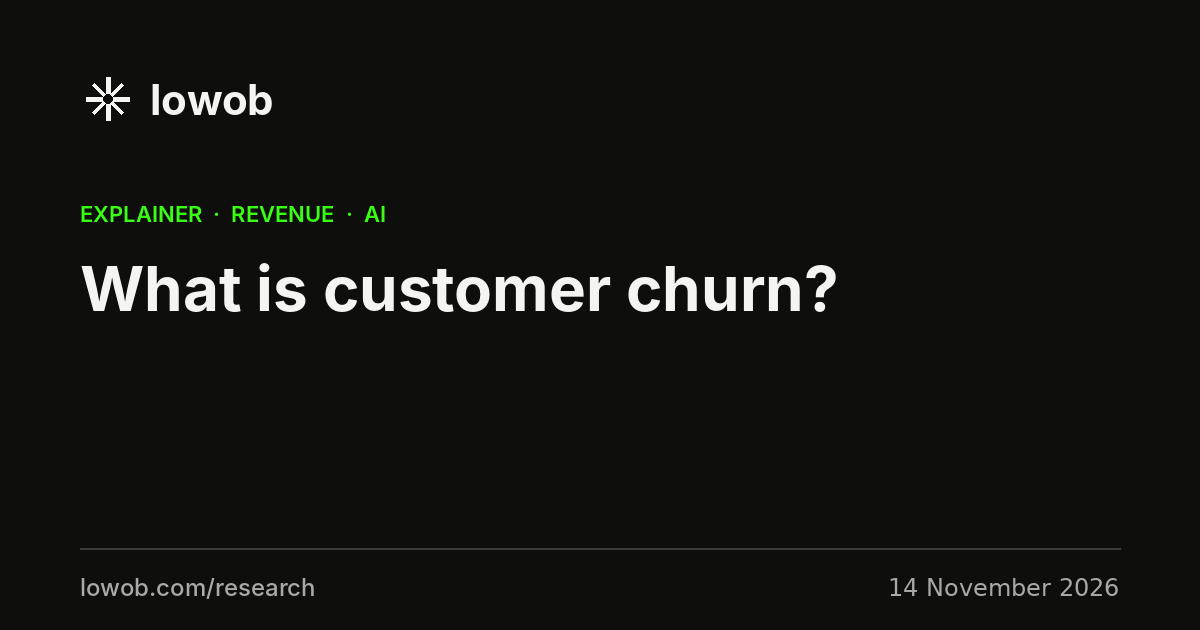 lowob
EXPLAINER · REVENUE · AI
What is customer churn?
lowob.com/research
14 November 2026